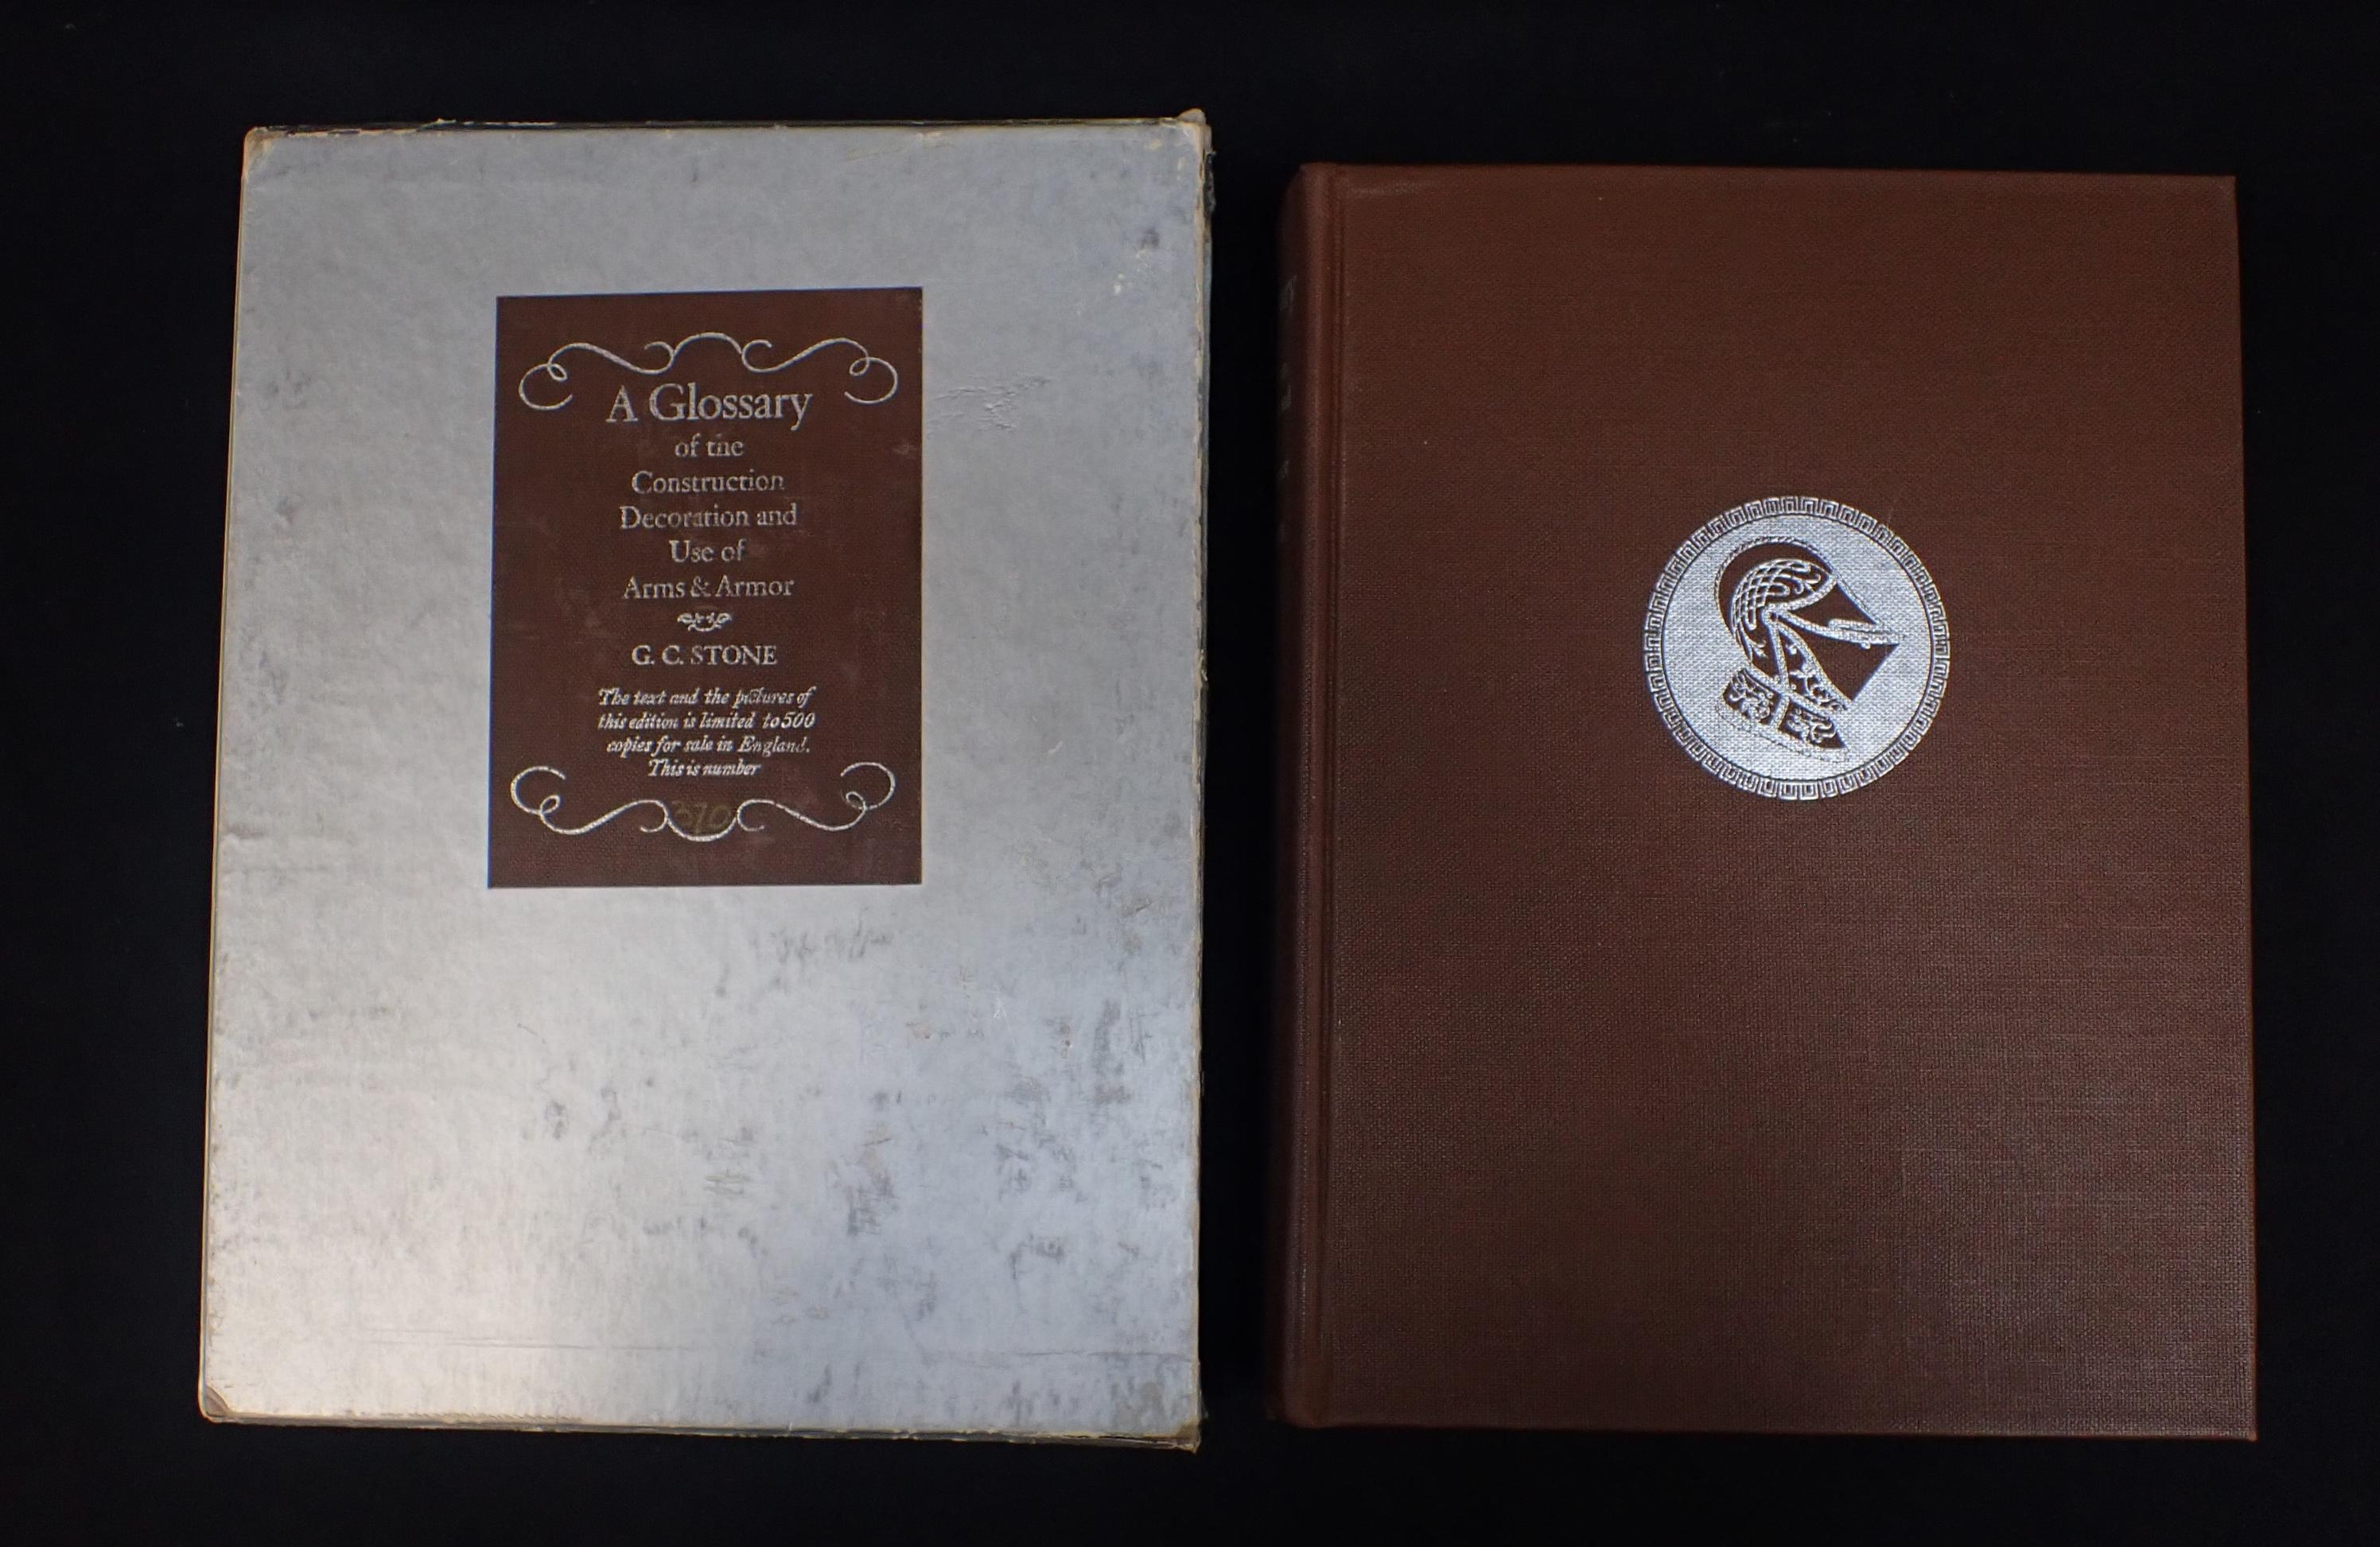 A Glossary
of the
Construction
Decoration and
Use of
Arms & Armor
G. C. STONE
The text and the pictures of
this edition is limited to 500
copies for sale in England.
This is number
370